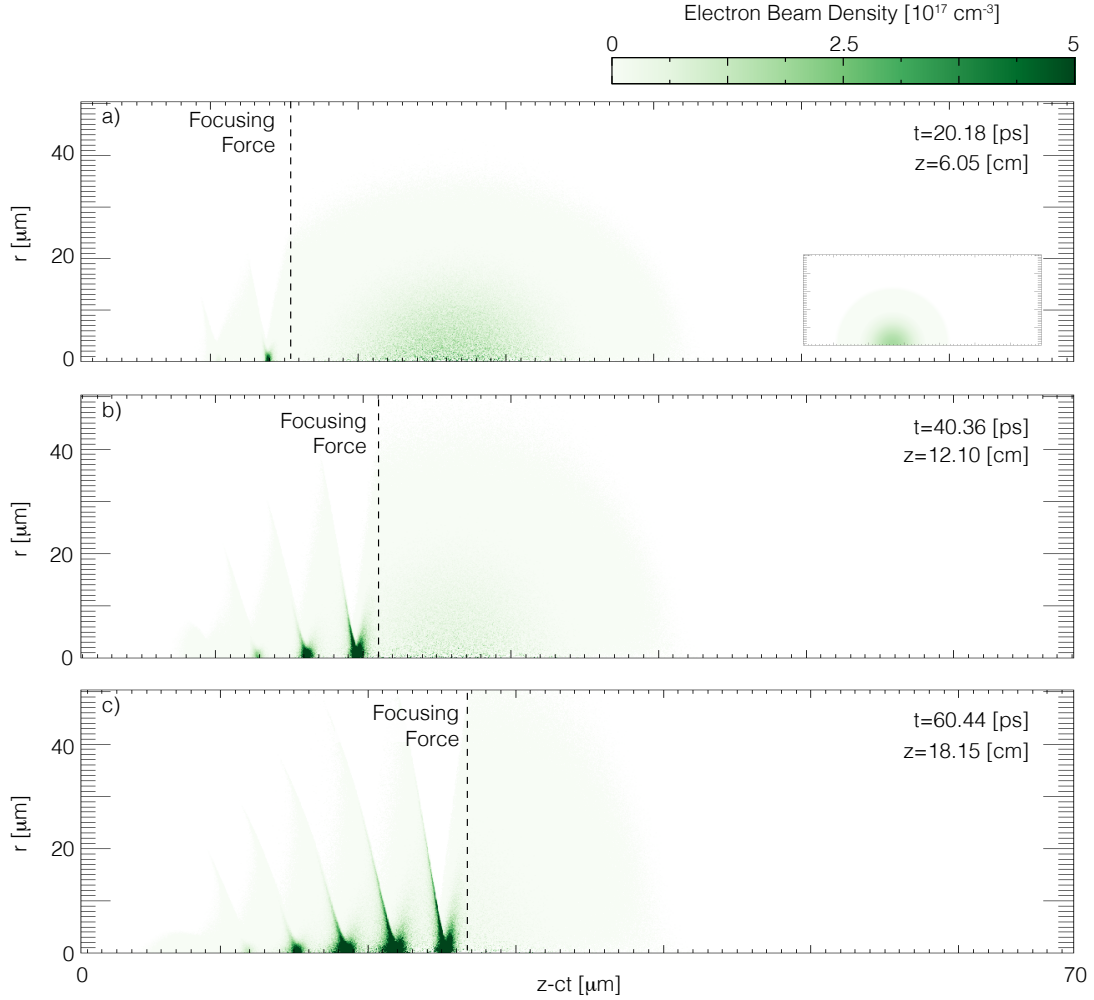 Electron Beam Density [10¹⁷ cm⁻³]
0 2.5 5
a)
Focusing
Force
t=20.18 [ps]
z=6.05 [cm]
40
20
0
r [μm]
b)
Focusing
Force
t=40.36 [ps]
z=12.10 [cm]
40
20
0
r [μm]
c)
Focusing
Force
t=60.44 [ps]
z=18.15 [cm]
40
20
0
r [μm]
0 70
z-ct [μm]